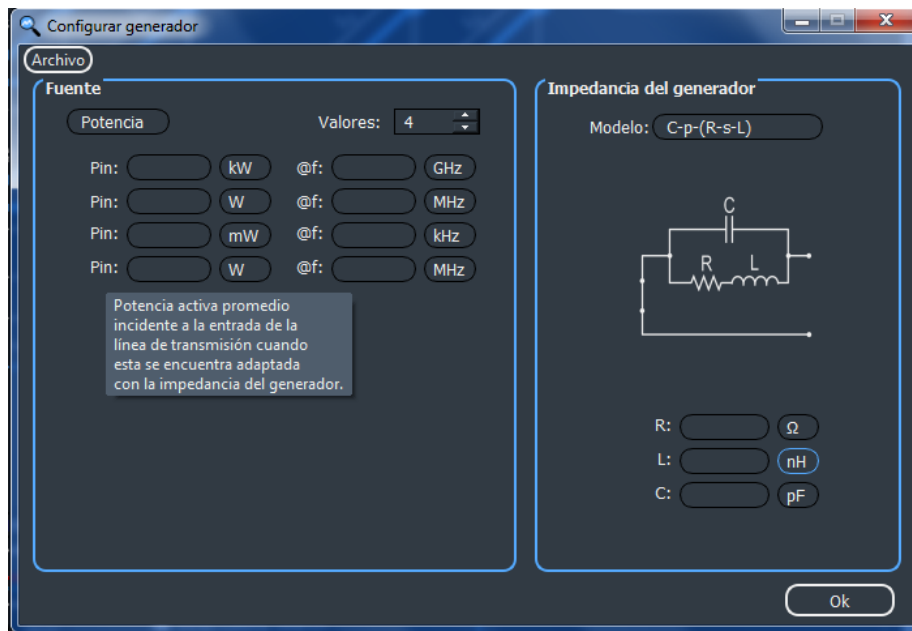 Configurar generador
Archivo
Fuente
Potencia Valores: 4
Pin: kW @f: GHz
Pin: W @f: MHz
Pin: mW @f: kHz
Pin: W @f: MHz
Potencia activa promedio
incidente a la entrada de la
línea de transmisión cuando
esta se encuentra adaptada
con la impedancia del generador.
Impedancia del generador
Modelo: C-p-(R-s-L)
C
R L
R: Ω
L: nH
C: pF
Ok